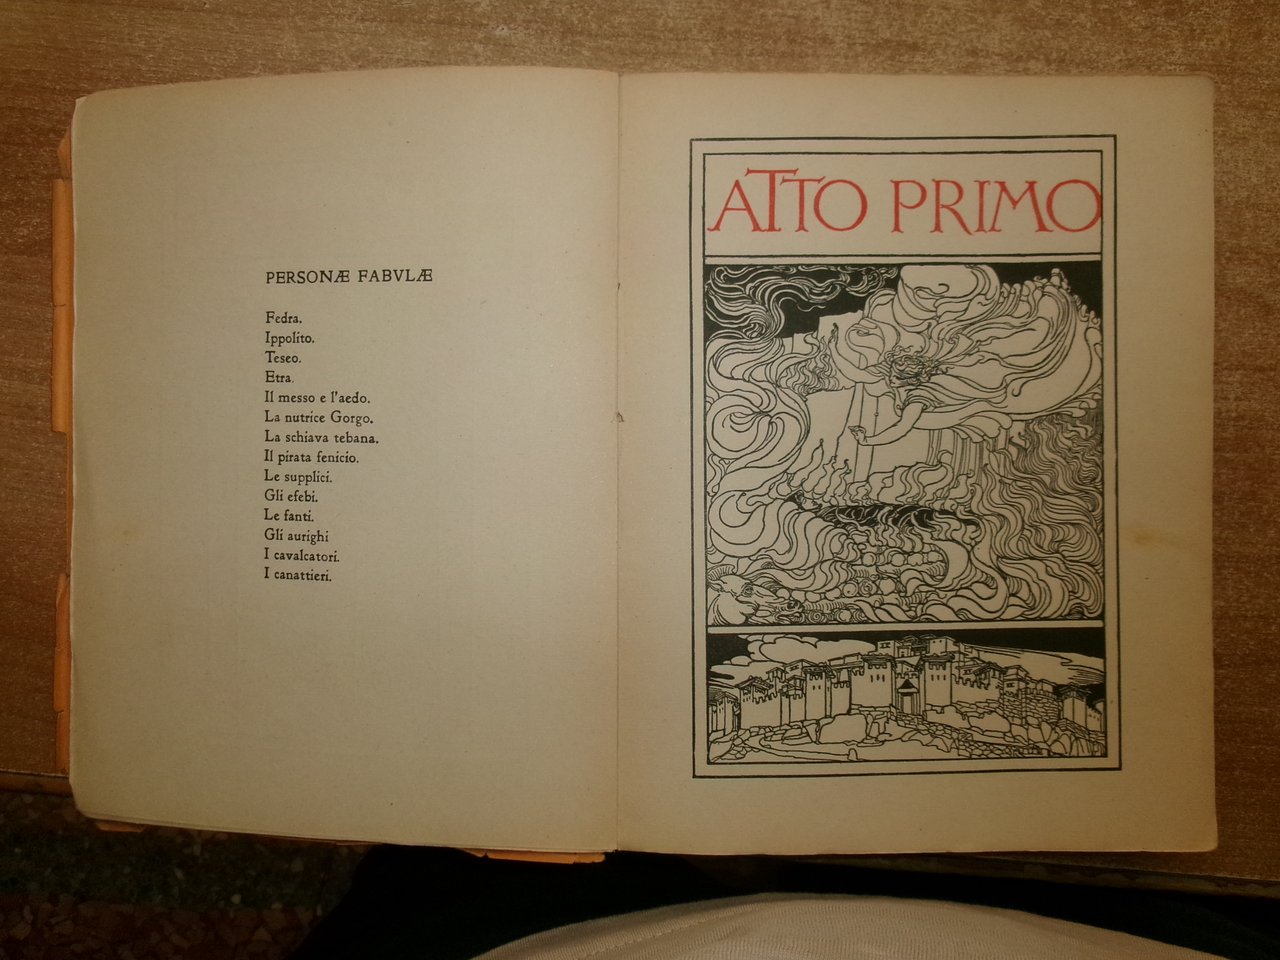 PERSONÆ FABVLÆ
Fedra.
Ippolito.
Teseo.
Etra.
Il messo e l'aedo.
La nutrice Gorgo.
La schiava tebana.
Il pirata fenicio.
Le supplici.
Gli efebi.
Le fanti.
Gli aurighi
I cavalcatori.
I canattieri.
ATTO PRIMO